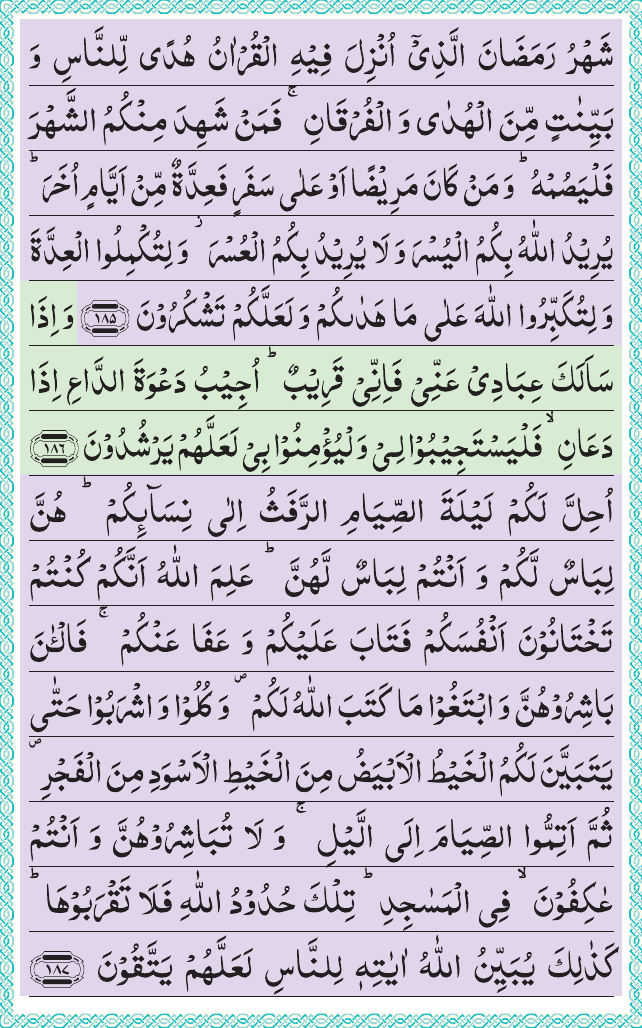 شَهْرُ رَمَضَانَ الَّذِیْۤ اُنْزِلَ فِیْهِ الْقُرْاٰنُ هُدًی لِّلنَّاسِ وَ
بَیِّنٰتٍ مِّنَ الْهُدٰی وَ الْفُرْقَانِ ۚ فَمَنْ شَهِدَ مِنْكُمُ الشَّهْرَ
فَلْیَصُمْهُ ؕ وَ مَنْ كَانَ مَرِیْضًا اَوْ عَلٰی سَفَرٍ فَعِدَّةٌ مِّنْ اَیَّامٍ اُخَرَ ؕ
یُرِیْدُ اللّٰهُ بِكُمُ الْیُسْرَ وَ لَا یُرِیْدُ بِكُمُ الْعُسْرَ ؗ وَ لِتُكْمِلُوا الْعِدَّةَ
وَ لِتُكَبِّرُوا اللّٰهَ عَلٰی مَا هَدٰىكُمْ وَ لَعَلَّكُمْ تَشْكُرُوْنَ ﴿۱۸۵﴾ وَ اِذَا
سَاَلَكَ عِبَادِیْ عَنِّیْ فَاِنِّیْ قَرِیْبٌ ؕ اُجِیْبُ دَعْوَةَ الدَّاعِ اِذَا
دَعَانِ ۙ فَلْیَسْتَجِیْبُوْا لِیْ وَ لْیُؤْمِنُوْا بِیْ لَعَلَّهُمْ یَرْشُدُوْنَ ﴿۱۸۶﴾
اُحِلَّ لَكُمْ لَیْلَةَ الصِّیَامِ الرَّفَثُ اِلٰی نِسَآىِٕكُمْ ؕ هُنَّ
لِبَاسٌ لَّكُمْ وَ اَنْتُمْ لِبَاسٌ لَّهُنَّ ؕ عَلِمَ اللّٰهُ اَنَّكُمْ كُنْتُمْ
تَخْتَانُوْنَ اَنْفُسَكُمْ فَتَابَ عَلَیْكُمْ وَ عَفَا عَنْكُمْ ۚ فَالْـٰٔنَ
بَاشِرُوْهُنَّ وَ ابْتَغُوْا مَا كَتَبَ اللّٰهُ لَكُمْ ۪ وَ كُلُوْا وَ اشْرَبُوْا حَتّٰی
یَتَبَیَّنَ لَكُمُ الْخَیْطُ الْاَبْیَضُ مِنَ الْخَیْطِ الْاَسْوَدِ مِنَ الْفَجْرِ ۪
ثُمَّ اَتِمُّوا الصِّیَامَ اِلَی الَّیْلِ ۚ وَ لَا تُبَاشِرُوْهُنَّ وَ اَنْتُمْ
عٰكِفُوْنَ ۙ فِی الْمَسٰجِدِ ؕ تِلْكَ حُدُوْدُ اللّٰهِ فَلَا تَقْرَبُوْهَا ؕ
كَذٰلِكَ یُبَیِّنُ اللّٰهُ اٰیٰتِهٖ لِلنَّاسِ لَعَلَّهُمْ یَتَّقُوْنَ ﴿۱۸۷﴾